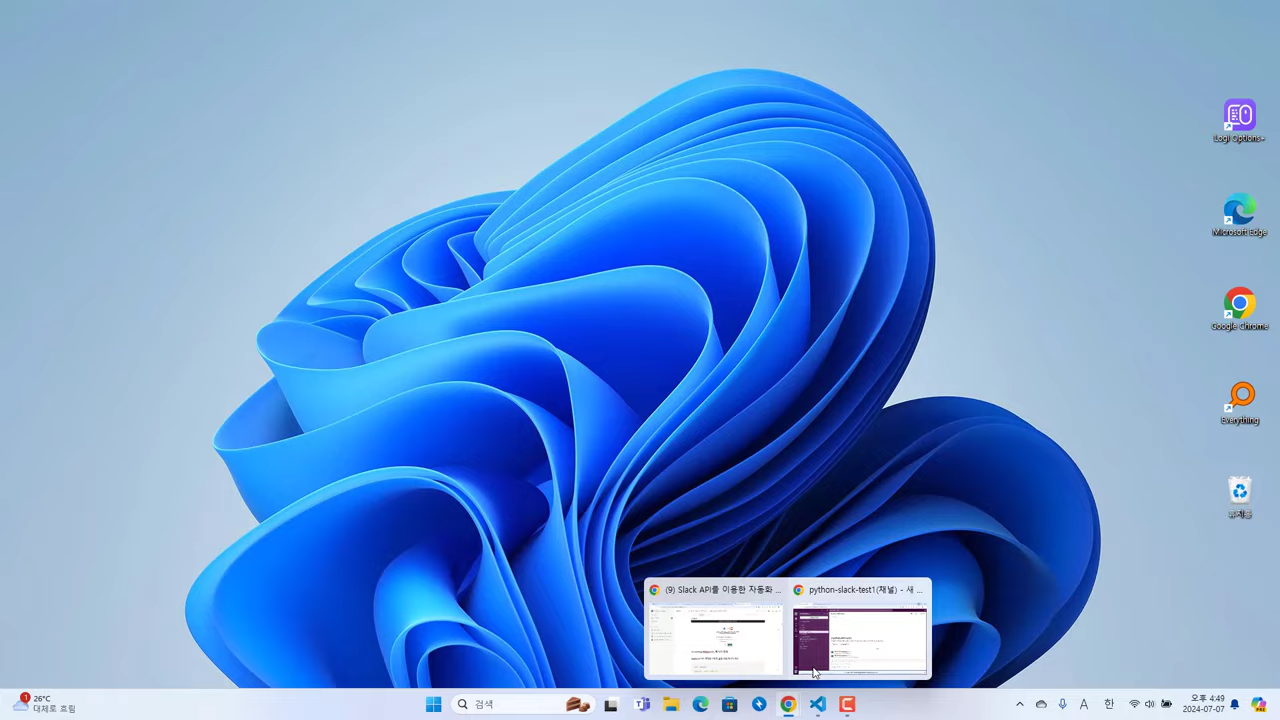 Logi Options+
Microsoft Edge
Google Chrome
Everything
휴지통
(9) Slack API를 이용한 자동화 ...
python-slack-test1(채널) - 새 ...
1
26°C
대체로 흐림
검색
A
한
오후 4:49
2024-07-07